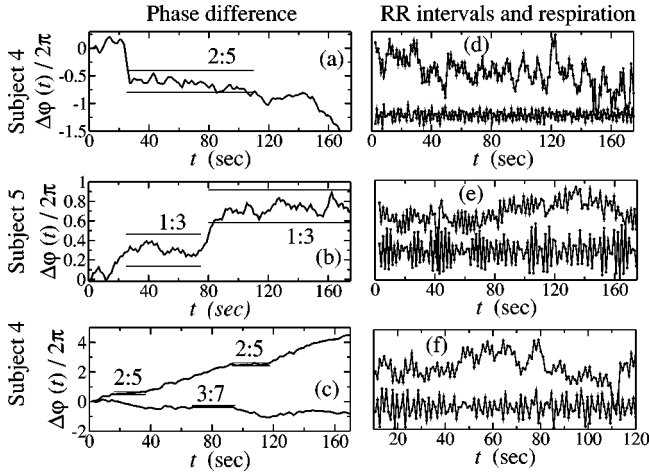 Phase difference
RR intervals and respiration
Subject 4
Δφ (t) / 2π
0
-0.5
-1
-1.5
2:5
(a)
0 40 80 120 160
t (sec)
(d)
0 40 80 120 160
t (sec)
Subject 5
Δφ (t) / 2π
1
0.8
0.6
0.4
0.2
0
1:3
1:3
(b)
0 40 80 120 160
t (sec)
(e)
0 40 80 120 160
t (sec)
Subject 4
Δφ (t) / 2π
4
2
0
-2
2:5
2:5
3:7
(c)
0 40 80 120 160
t (sec)
(f)
20 40 60 80 100 120
t (sec)